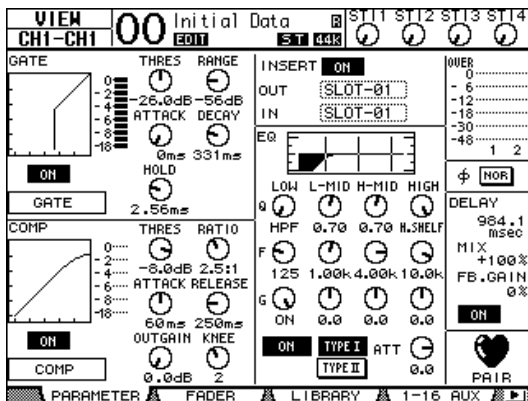 VIEW
CH1-CH1
00 Initial Data R
EDIT ST 44k
STI1 STI2 STI3 STI4
GATE
THRES RANGE
-26.0dB -56dB
ATTACK DECAY
0ms 331ms
HOLD
2.56ms
0
-2
-4
-6
-8
-18
ON
GATE
COMP
THRES RATIO
-8.0dB 2.5:1
ATTACK RELEASE
60ms 250ms
OUTGAIN KNEE
0.0dB 2
0
-2
-4
-6
-8
-18
ON
COMP
INSERT ON
OUT SLOT-01
IN SLOT-01
EQ
LOW L-MID H-MID HIGH
Q
HPF 0.70 0.70 H.SHELF
F
125 1.00k 4.00k 10.0k
G
ON 0.0 0.0 0.0
ON TYPE I ATT
TYPE II 0.0
OVER
0
-6
-12
-18
-30
-48
1 2
ϕ NOR
DELAY
984.1
msec
MIX
+100%
FB.GAIN
0%
ON
PAIR
PARAMETER FADER LIBRARY 1-16 AUX